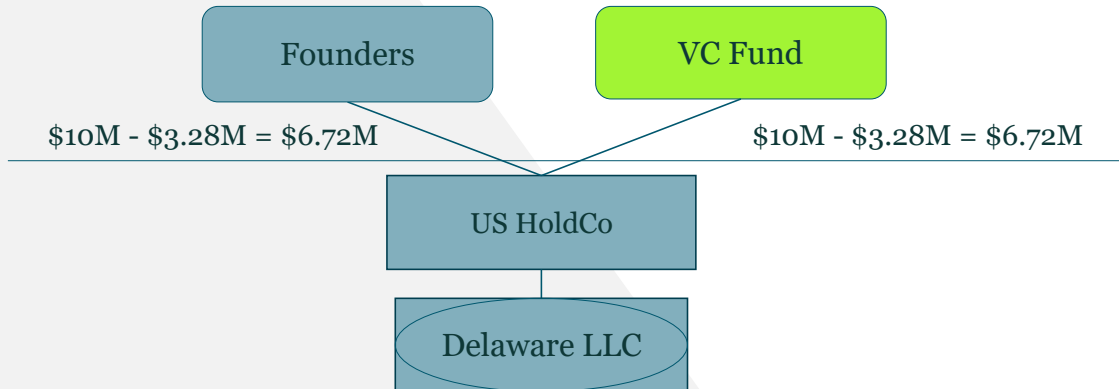 Founders
VC Fund
$10M - $3.28M = $6.72M
$10M - $3.28M = $6.72M
US HoldCo
Delaware LLC